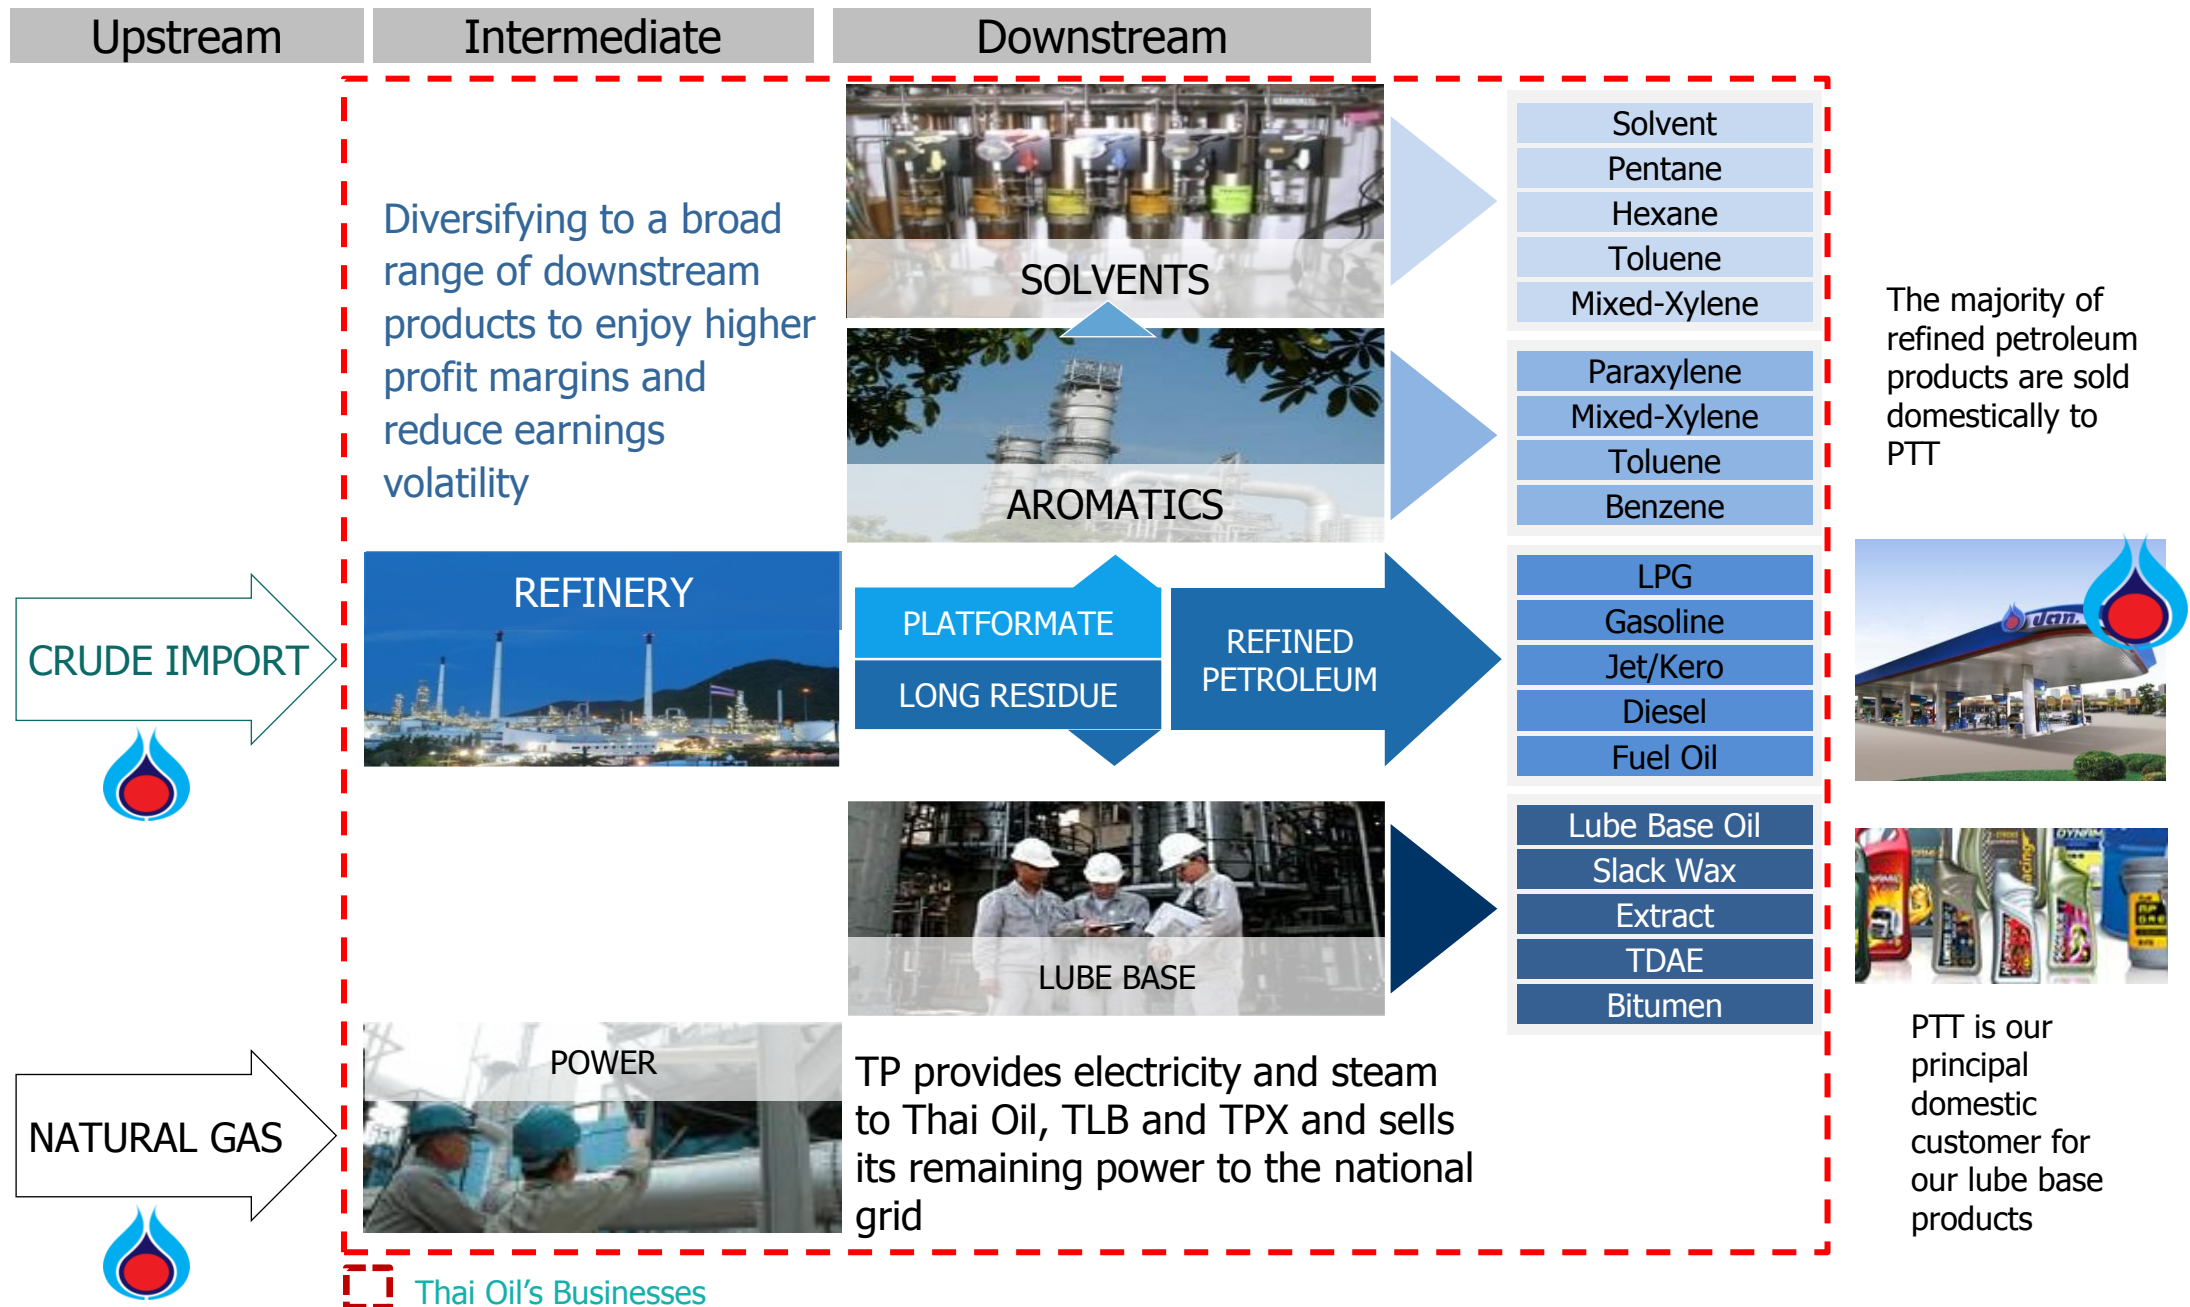 Upstream
Intermediate
Downstream
Diversifying to a broad
range of downstream
products to enjoy higher
profit margins and
reduce earnings
volatility
SOLVENTS
Solvent
Pentane
Hexane
Toluene
Mixed-Xylene
AROMATICS
Paraxylene
Mixed-Xylene
Toluene
Benzene
The majority of
refined petroleum
products are sold
domestically to
PTT
CRUDE IMPORT
REFINERY
PLATFORMATE
LONG RESIDUE
REFINED
PETROLEUM
LPG
Gasoline
Jet/Kero
Diesel
Fuel Oil
LUBE BASE
Lube Base Oil
Slack Wax
Extract
TDAE
Bitumen
NATURAL GAS
POWER
TP provides electricity and steam
to Thai Oil, TLB and TPX and sells
its remaining power to the national
grid
PTT is our
principal
domestic
customer for
our lube base
products
Thai Oil’s Businesses